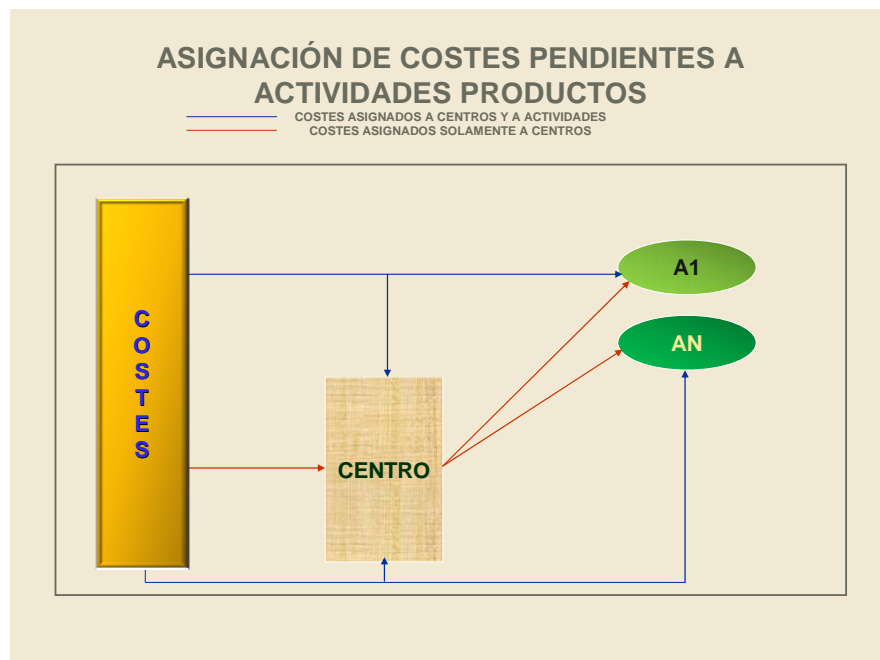 ASIGNACIÓN DE COSTES PENDIENTES A
ACTIVIDADES PRODUCTOS
COSTES ASIGNADOS A CENTROS Y A ACTIVIDADES
COSTES ASIGNADOS SOLAMENTE A CENTROS
C
O
S
T
E
S
A1
AN
CENTRO